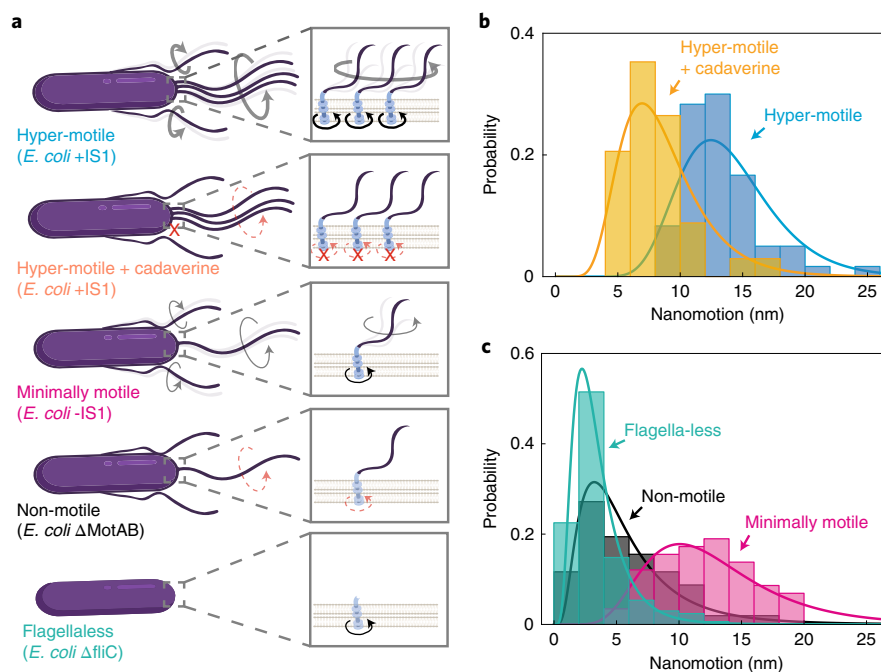 a
Hyper-motile
(E. coli +IS1)
X
X X X
Hyper-motile + cadaverine
(E. coli +IS1)
Minimally motile
(E. coli -IS1)
Non-motile
(E. coli ΔMotAB)
Flagellaless
(E. coli ΔfliC)
b
0.4
0.2
0
Probability
Hyper-motile
+ cadaverine
Hyper-motile
0 5 10 15 20 25
Nanomotion (nm)
c
0.6
0.4
0.2
0
Probability
Flagella-less
Non-motile
Minimally motile
0 5 10 15 20 25
Nanomotion (nm)